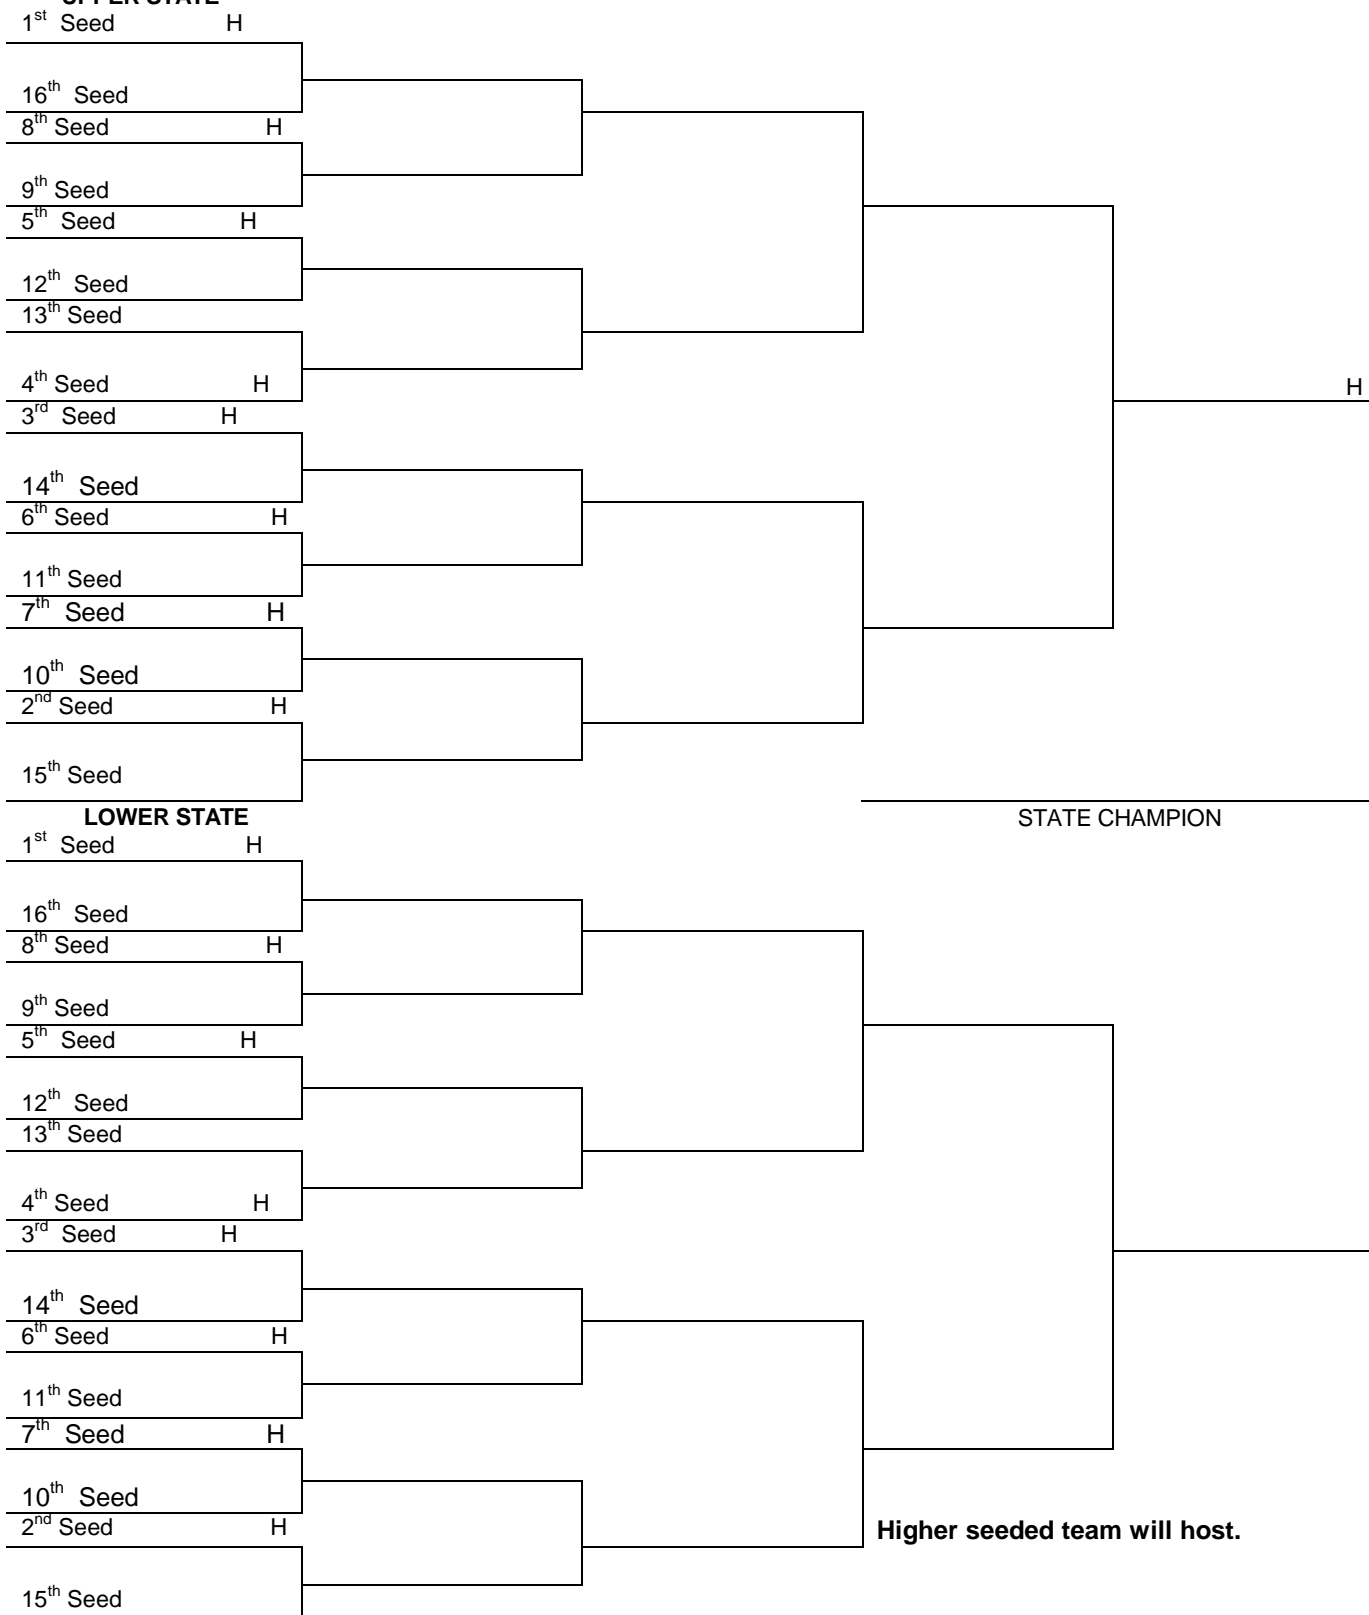 UPPER STATE
1st Seed H
16th Seed
8th Seed H
9th Seed
5th Seed H
12th Seed
13th Seed
4th Seed H
H
3rd Seed H
14th Seed
6th Seed H
11th Seed
7th Seed H
10th Seed
2nd Seed H
15th Seed
LOWER STATE
STATE CHAMPION
1st Seed H
16th Seed
8th Seed H
9th Seed
5th Seed H
12th Seed
13th Seed
4th Seed H
3rd Seed H
14th Seed
6th Seed H
11th Seed
7th Seed H
10th Seed
2nd Seed H
Higher seeded team will host.
15th Seed